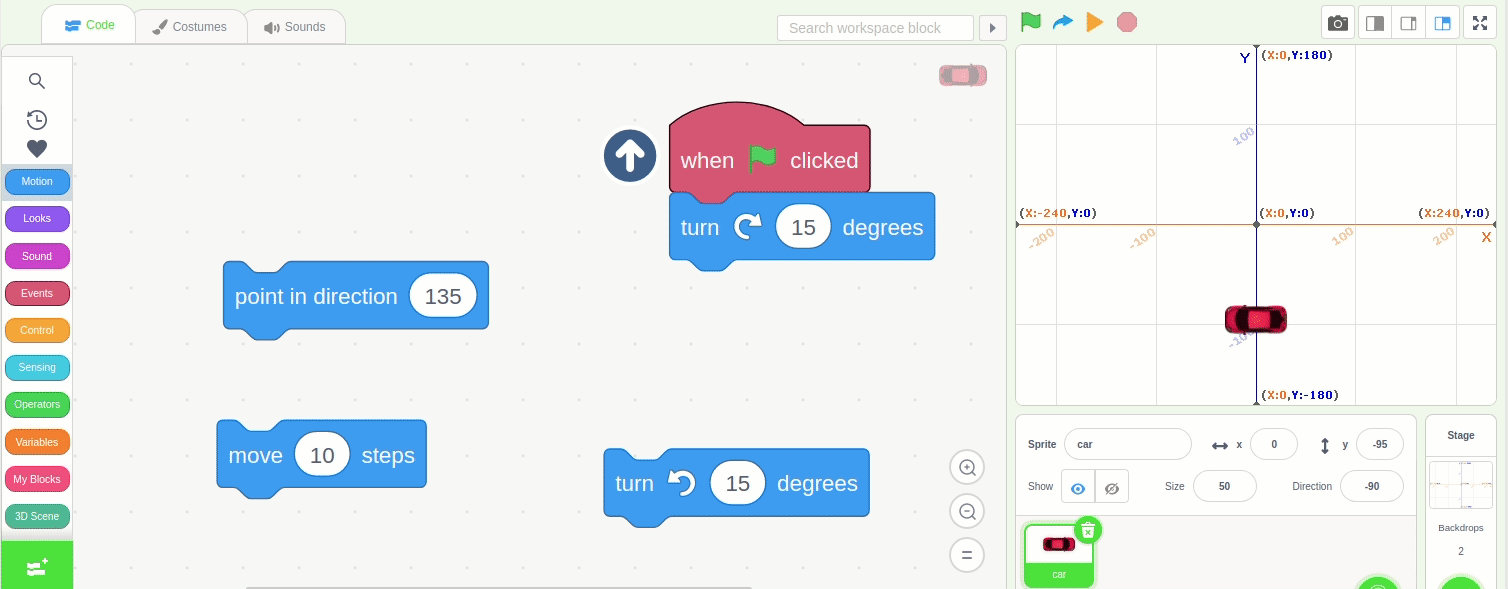 Code
Costumes
Sounds
Search workspace block
Motion
Looks
Sound
Events
Control
Sensing
Operators
Variables
My Blocks
3D Scene
when clicked
turn 15 degrees
point in direction 135
move 10 steps
turn 15 degrees
Y (X:0,Y:180)
100
(X:-240,Y:0) (X:0,Y:0) (X:240,Y:0)
-200 -100 100 200 X
-100
(X:0,Y:-180)
Sprite car x 0 y -95
Show Size 50 Direction -90
car
Stage
Backdrops
2